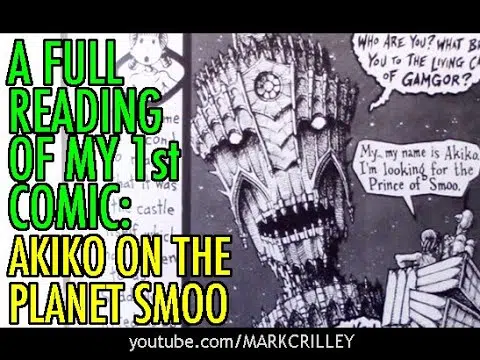 A FULL
READING
OF MY 1st
COMIC:
AKIKO ON THE
PLANET SMOO
WHO ARE YOU? WHAT
YOU TO THE LIVING
OF GAMGOR?
My... my name is Akiko.
I'm looking for the
Prince of Smoo.
it was
the castle
youtube.com/MARKCRILLEY